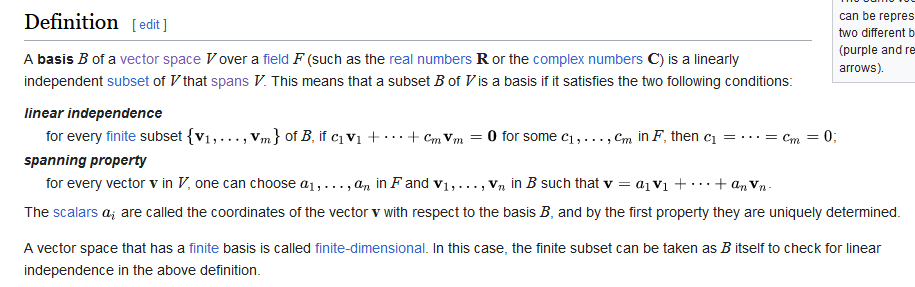 Definition [ edit ]
A basis B of a vector space V over a field F (such as the real numbers R or the complex numbers C) is a linearly
independent subset of V that spans V. This means that a subset B of V is a basis if it satisfies the two following conditions:
linear independence
for every finite subset {v₁, . . . , vₘ} of B, if c₁v₁ + · · · + cₘvₘ = 0 for some c₁, . . . , cₘ in F, then c₁ = · · · = cₘ = 0;
spanning property
for every vector v in V, one can choose a₁, . . . , aₙ in F and v₁, . . . , vₙ in B such that v = a₁v₁ + · · · + aₙvₙ.
The scalars aᵢ are called the coordinates of the vector v with respect to the basis B, and by the first property they are uniquely determined.
A vector space that has a finite basis is called finite-dimensional. In this case, the finite subset can be taken as B itself to check for linear
independence in the above definition.
can be repres
two different b
(purple and re
arrows).